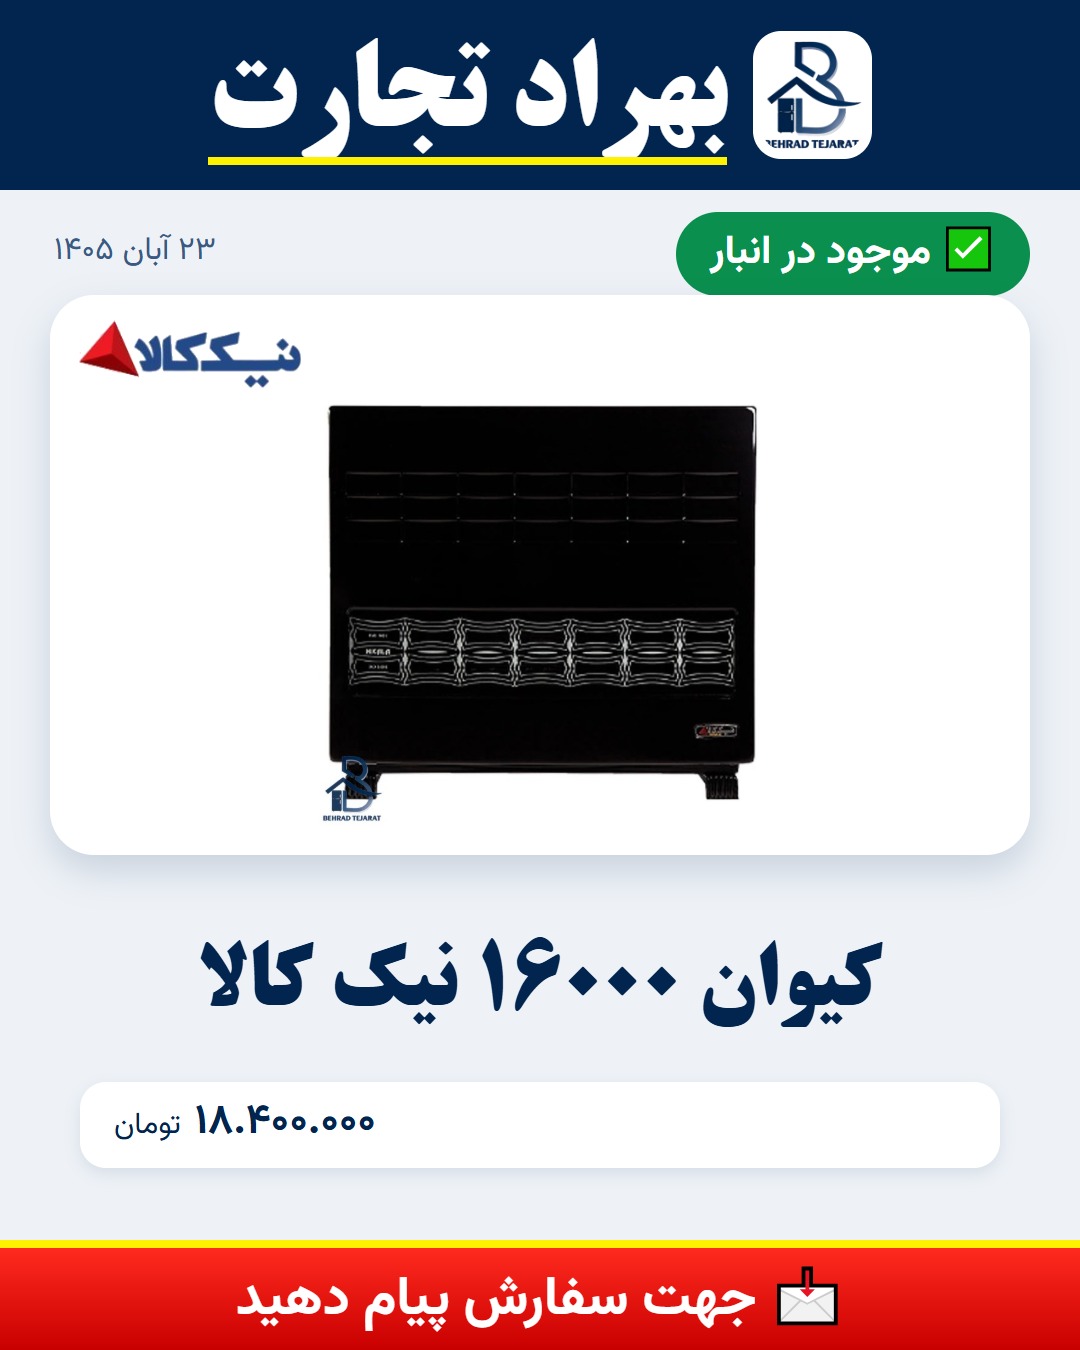 بهراد تجارت
BEHRAD TEJARAT
موجود در انبار
۲۳ آبان ۱۴۰۵
نیک کالا
BEHRAD TEJARAT
کیوان ۱۶۰۰۰ نیک کالا
۱۸.۴۰۰.۰۰۰ تومان
جهت سفارش پیام دهید